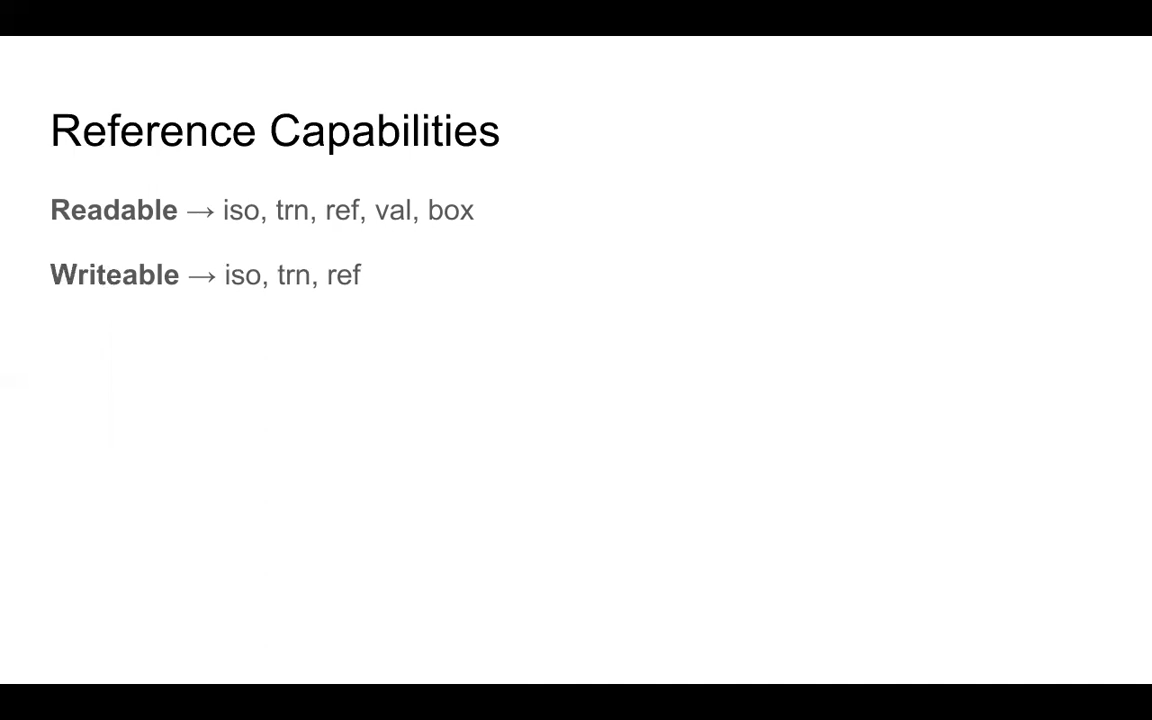 Reference Capabilities
Readable → iso, trn, ref, val, box
Writeable → iso, trn, ref